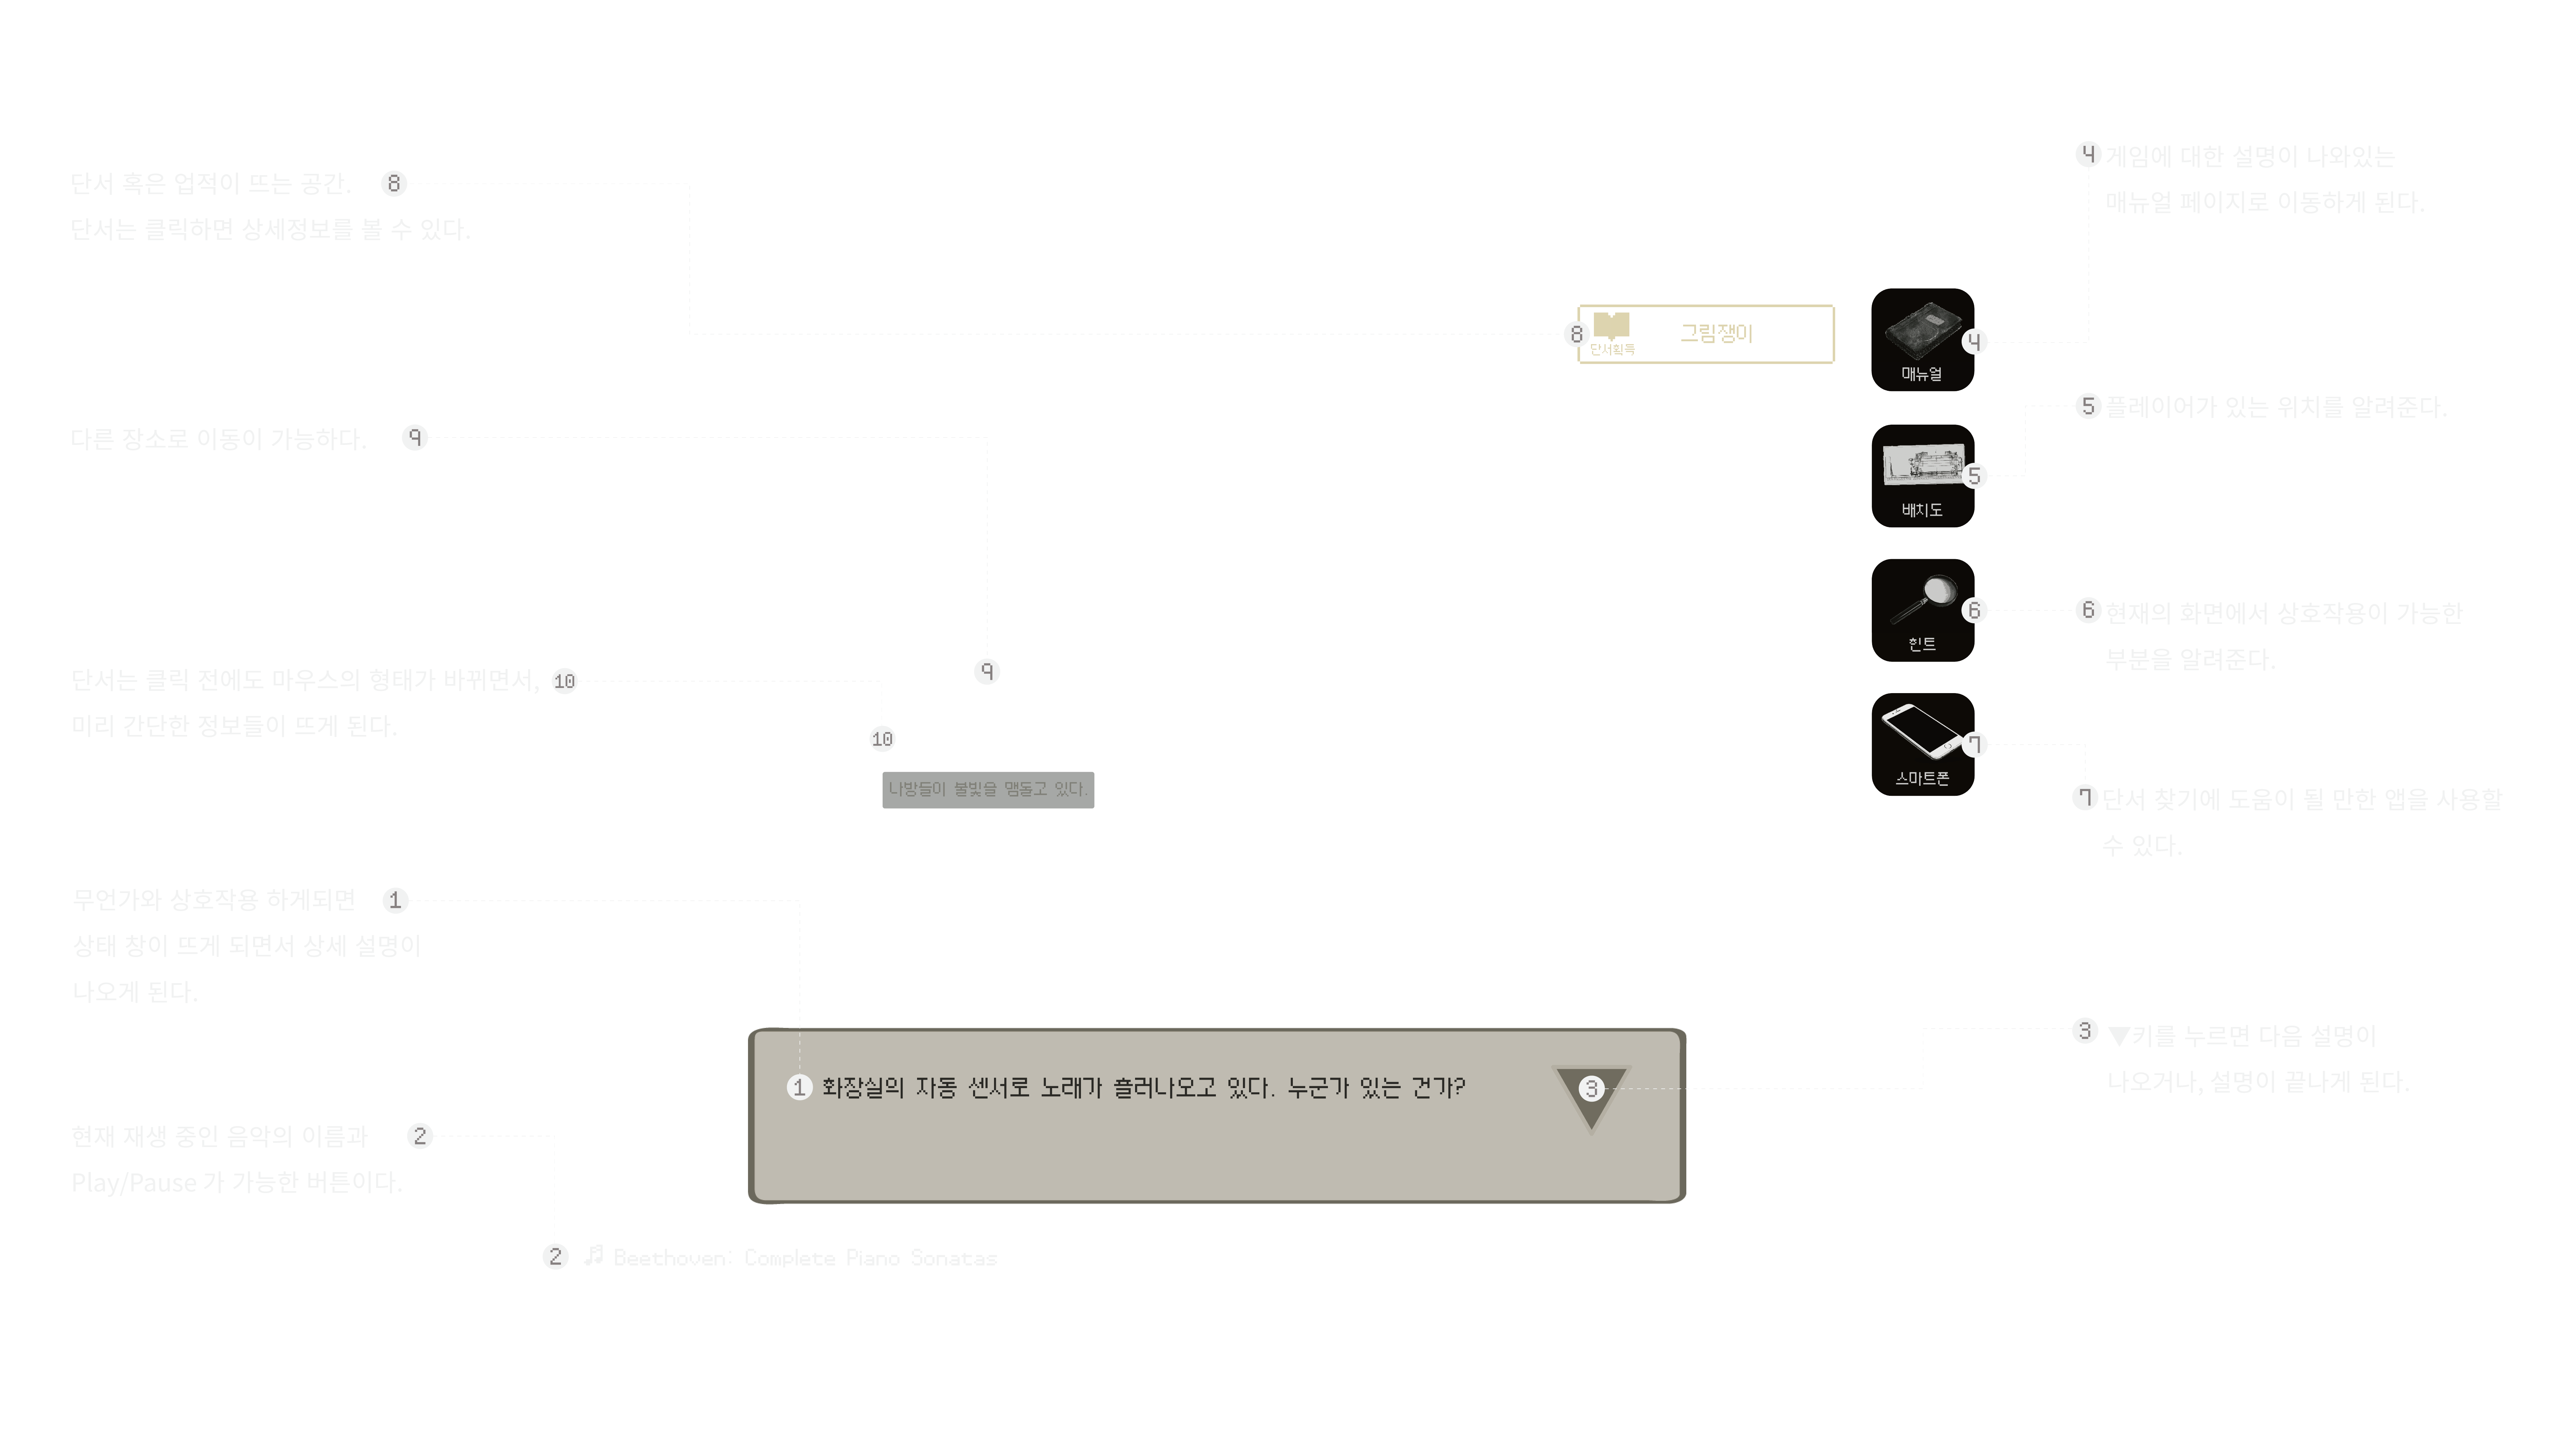 단서 혹은 업적이 뜨는 공간. 8
단서는 클릭하면 상세정보를 볼 수 있다.
다른 장소로 이동이 가능하다. 9
단서는 클릭 전에도 마우스의 형태가 바뀌면서, 10
미리 간단한 정보들이 뜨게 된다.
무언가와 상호작용 하게되면 1
상태 창이 뜨게 되면서 상세 설명이
나오게 된다.
현재 재생 중인 음악의 이름과 2
Play/Pause 가 가능한 버튼이다.
8 단서획득 그림쟁이
9
10
나방들이 불빛을 맴돌고 있다.
1 화장실의 자동 센서로 노래가 흘러나오고 있다. 누군가 있는 건가? 3
2 ♫ Beethoven: Complete Piano Sonatas
매뉴얼 4
배치도 5
힌트 6
스마트폰 7
4 게임에 대한 설명이 나와있는
매뉴얼 페이지로 이동하게 된다.
5 플레이어가 있는 위치를 알려준다.
6 현재의 화면에서 상호작용이 가능한
부분을 알려준다.
7 단서 찾기에 도움이 될 만한 앱을 사용할
수 있다.
3 ▼키를 누르면 다음 설명이
나오거나, 설명이 끝나게 된다.